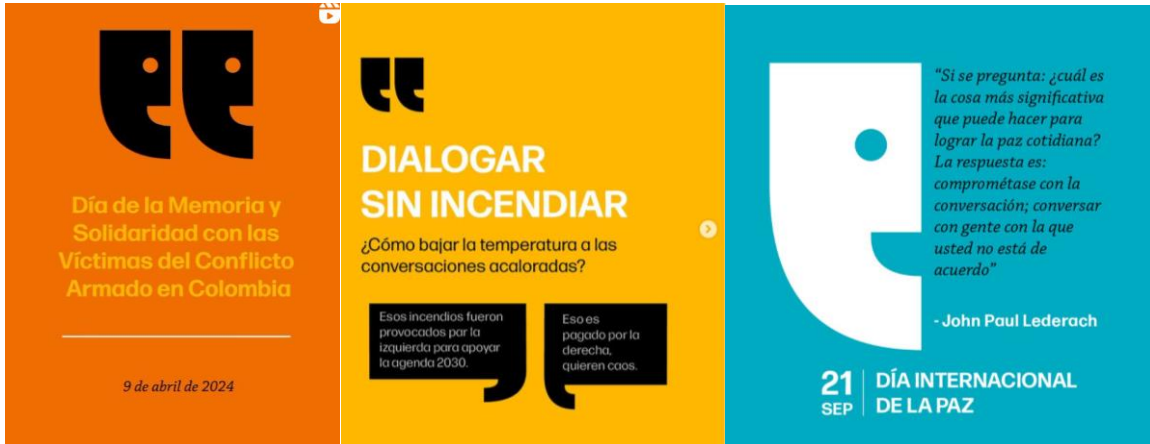 Día de la Memoria y
Solidaridad con las
Víctimas del Conflicto
Armado en Colombia
9 de abril de 2024
DIALOGAR
SIN INCENDIAR
¿Cómo bajar la temperatura a las
conversaciones acaloradas?
Esos incendios fueron
provocados por la
izquierda para apoyar
la agenda 2030.
Eso es
pagado por la
derecha,
quieren caos.
“Si se pregunta: ¿cuál es
la cosa más significativa
que puede hacer para
lograr la paz cotidiana?
La respuesta es:
comprométase con la
conversación; conversar
con gente con la que
usted no está de
acuerdo”
- John Paul Lederach
21
SEP
DÍA INTERNACIONAL
DE LA PAZ